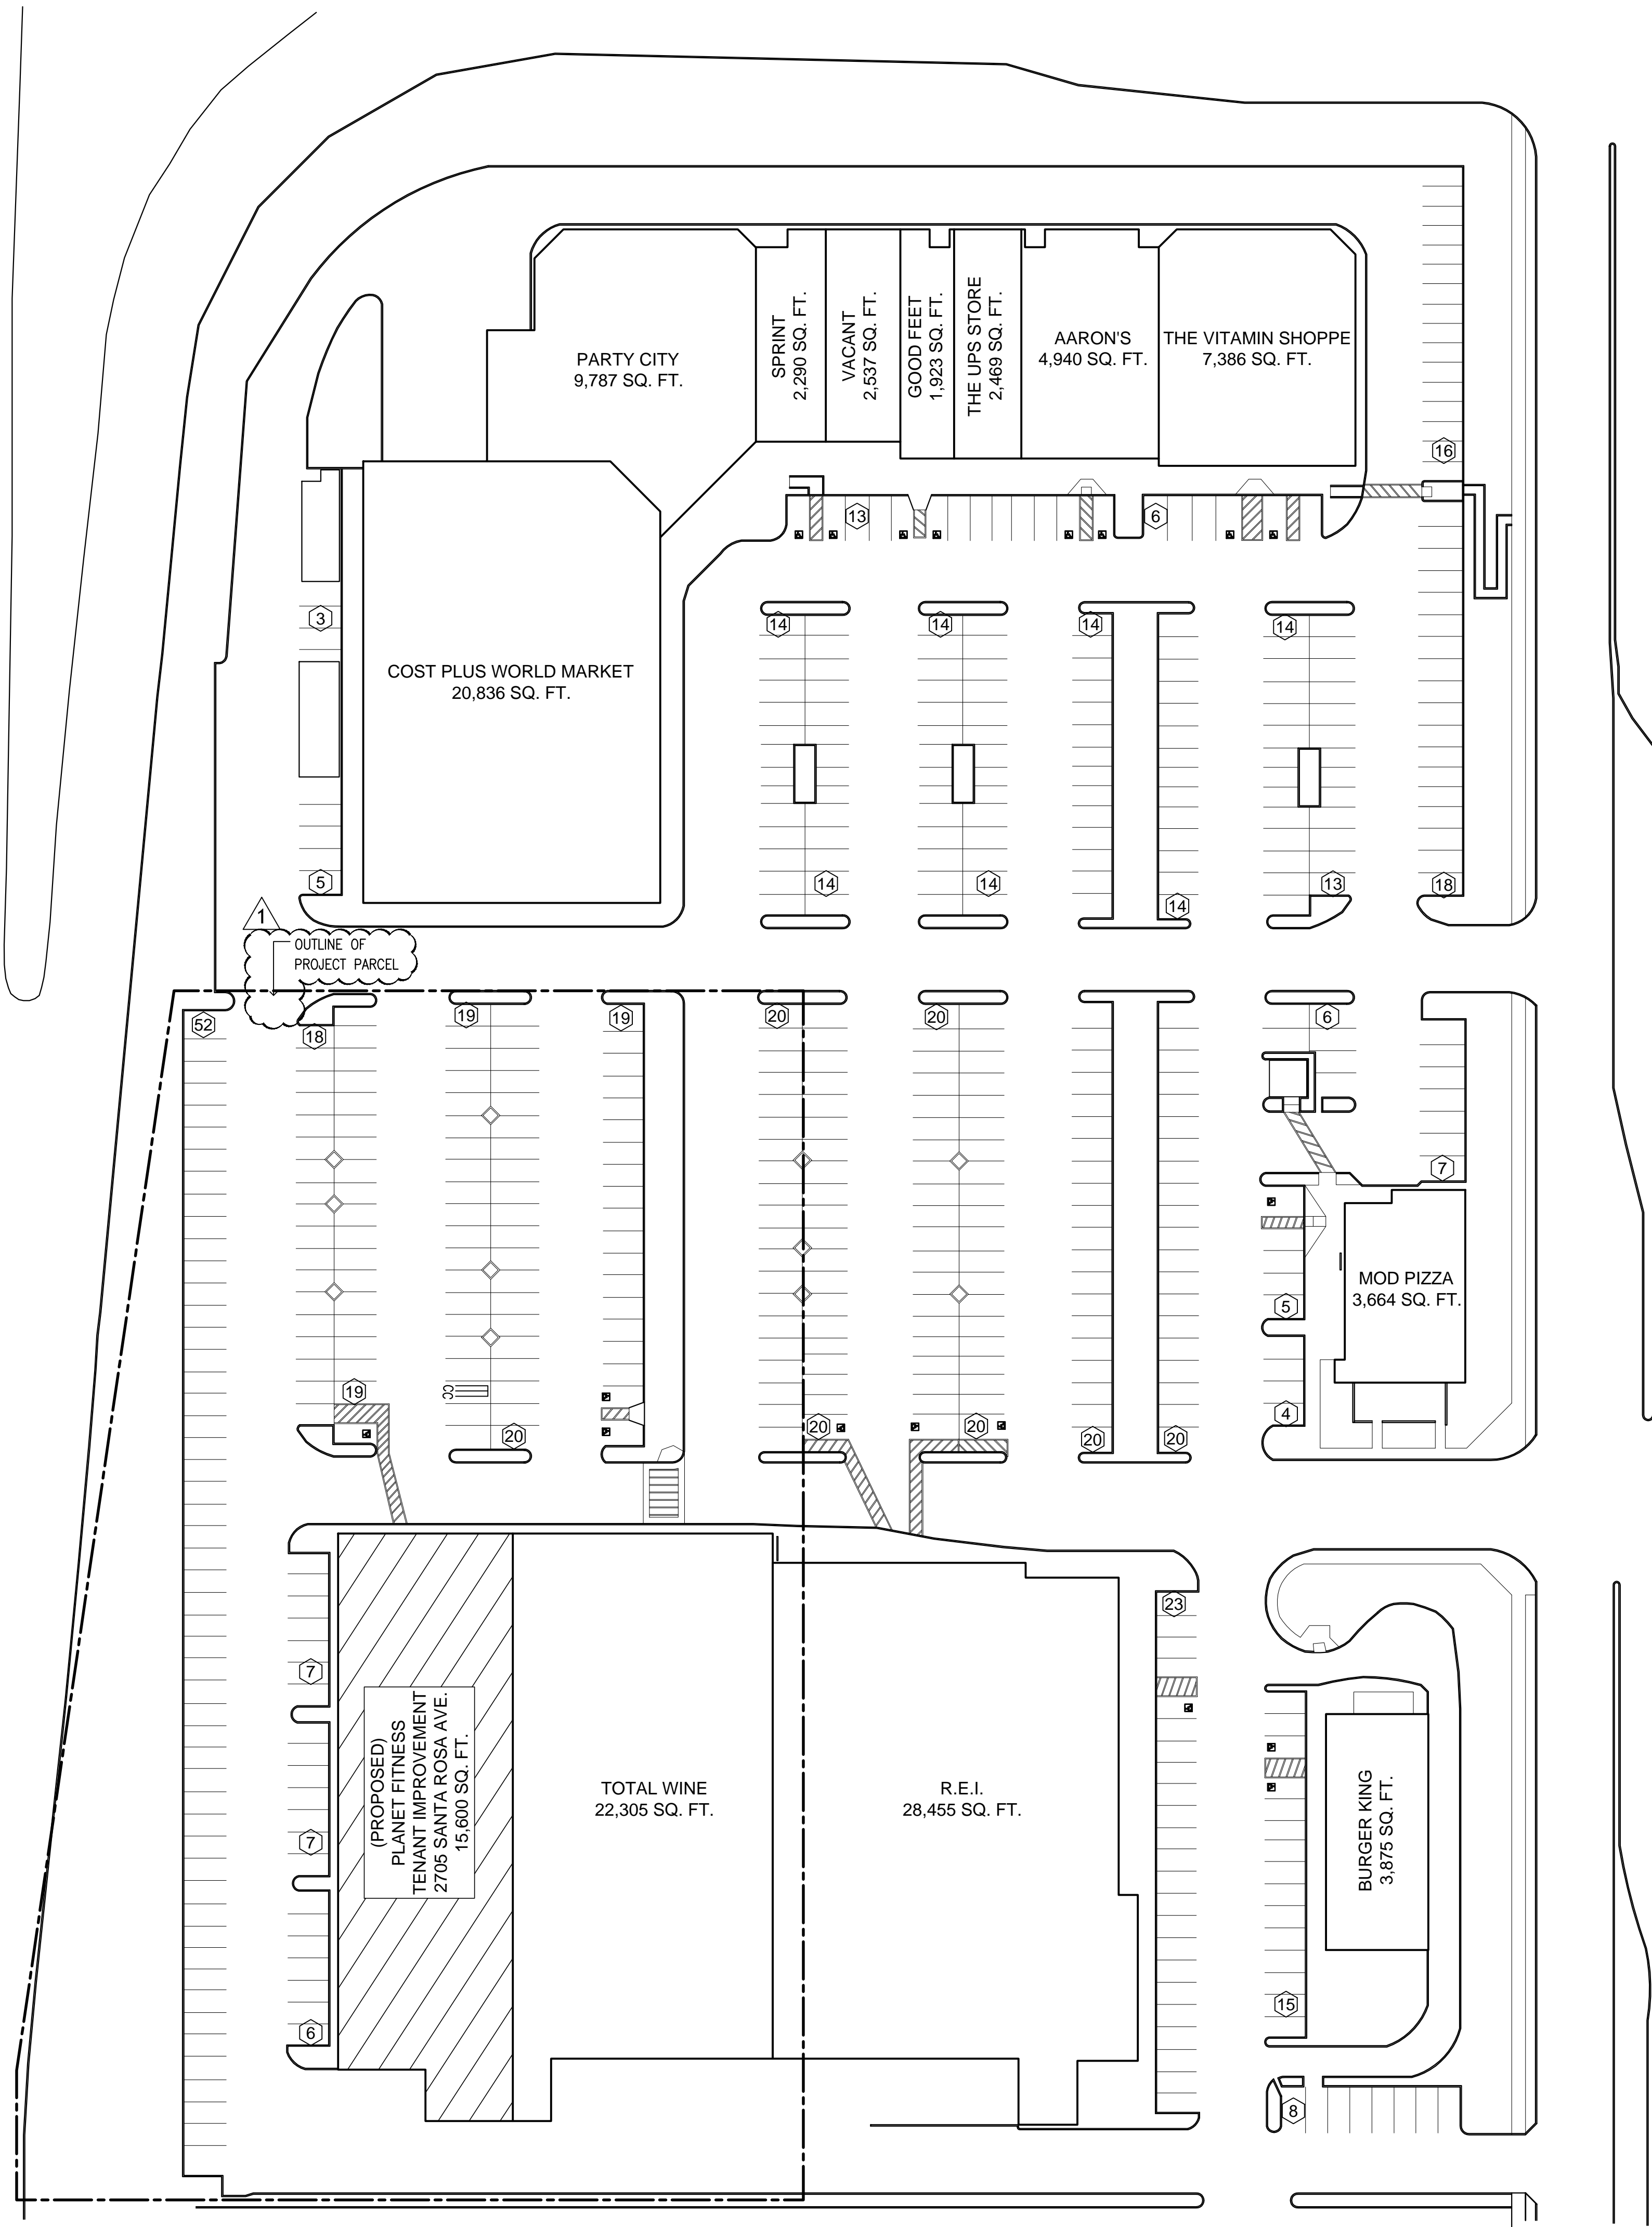 PARTY CITY
9,787 SQ. FT.
SPRINT
2,290 SQ. FT.
VACANT
2,537 SQ. FT.
GOOD FEET
1,923 SQ. FT.
THE UPS STORE
2,469 SQ. FT.
AARON'S
4,940 SQ. FT.
THE VITAMIN SHOPPE
7,386 SQ. FT.
16
13
6
3
14
14
14
14
COST PLUS WORLD MARKET
20,836 SQ. FT.
5
14
14
14
13
18
1
OUTLINE OF
PROJECT PARCEL
52
18
19
19
20
20
6
7
MOD PIZZA
3,664 SQ. FT.
5
19
CC
20
20
20
20
20
4
23
7
(PROPOSED)
PLANET FITNESS
TENANT IMPROVEMENT
2705 SANTA ROSA AVE.
15,600 SQ. FT.
TOTAL WINE
22,305 SQ. FT.
R.E.I.
28,455 SQ. FT.
BURGER KING
3,875 SQ. FT.
7
15
6
8